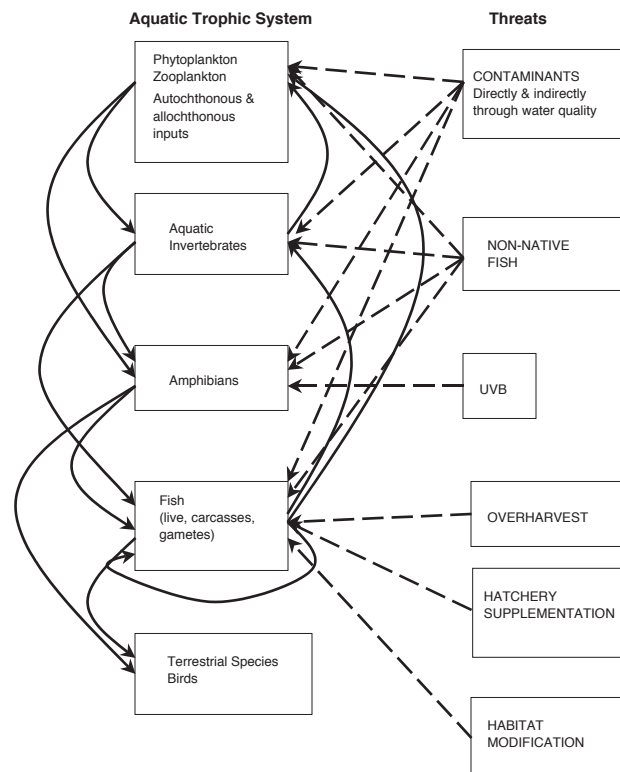 Aquatic Trophic System
Phytoplankton
Zooplankton
Autochthonous &
allochthonous
inputs
Aquatic
Invertebrates
Amphibians
Fish
(live, carcasses,
gametes)
Terrestrial Species
Birds
Threats
CONTAMINANTS
Directly & indirectly
through water quality
NON-NATIVE
FISH
UVB
OVERHARVEST
HATCHERY
SUPPLEMENTATION
HABITAT
MODIFICATION